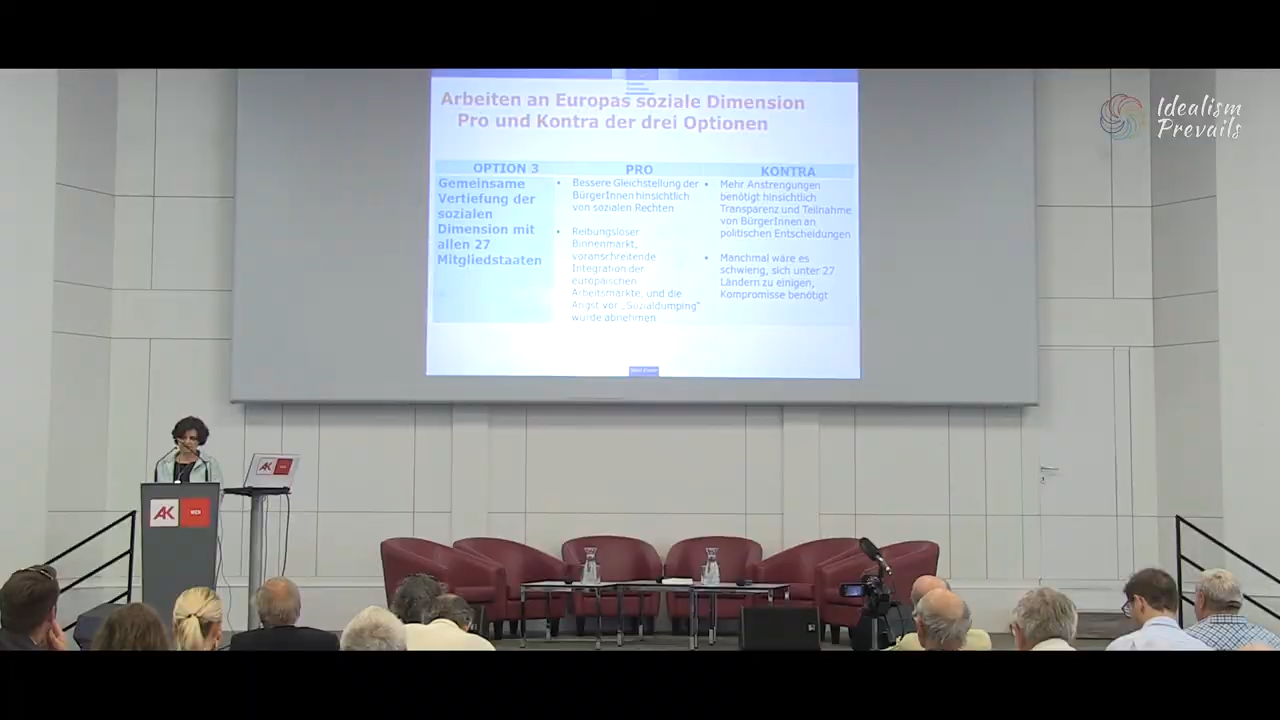 Idealism
Prevails
Arbeiten an Europas soziale Dimension
Pro und Kontra der drei Optionen
OPTION 3
PRO
KONTRA
Gemeinsame
Vertiefung der
sozialen
Dimension mit
allen 27
Mitgliedstaaten
• Bessere Gleichstellung der
BürgerInnen hinsichtlich
von sozialen Rechten
• Reibungsloser
Binnenmarkt,
voranschreitende
Integration der
europäischen
Arbeitsmärkte, und die
Angst vor „Sozialdumping"
würde abnehmen
• Mehr Anstrengungen
benötigt hinsichtlich
Transparenz und Teilnahme
von BürgerInnen an
politischen Entscheidungen
• Manchmal wäre es
schwierig, sich unter 27
Ländern zu einigen,
Kompromisse benötigt
AK
AK
WIEN